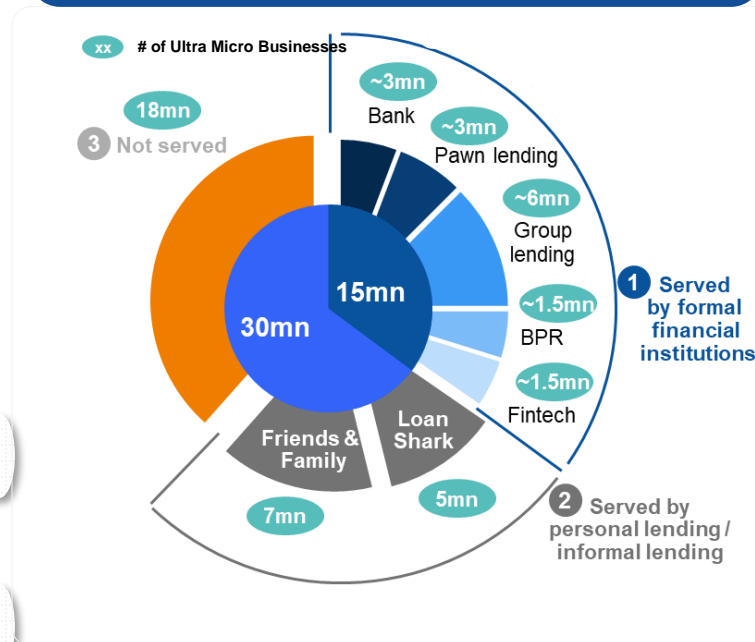 xx # of Ultra Micro Businesses
18mn
3 Not served
~3mn
Bank
~3mn
Pawn lending
~6mn
Group
lending
15mn
30mn
1 Served
by formal
financial
institutions
~1.5mn
BPR
~1.5mn
Fintech
Loan
Shark
Friends &
Family
7mn
5mn
2 Served by
personal lending /
informal lending